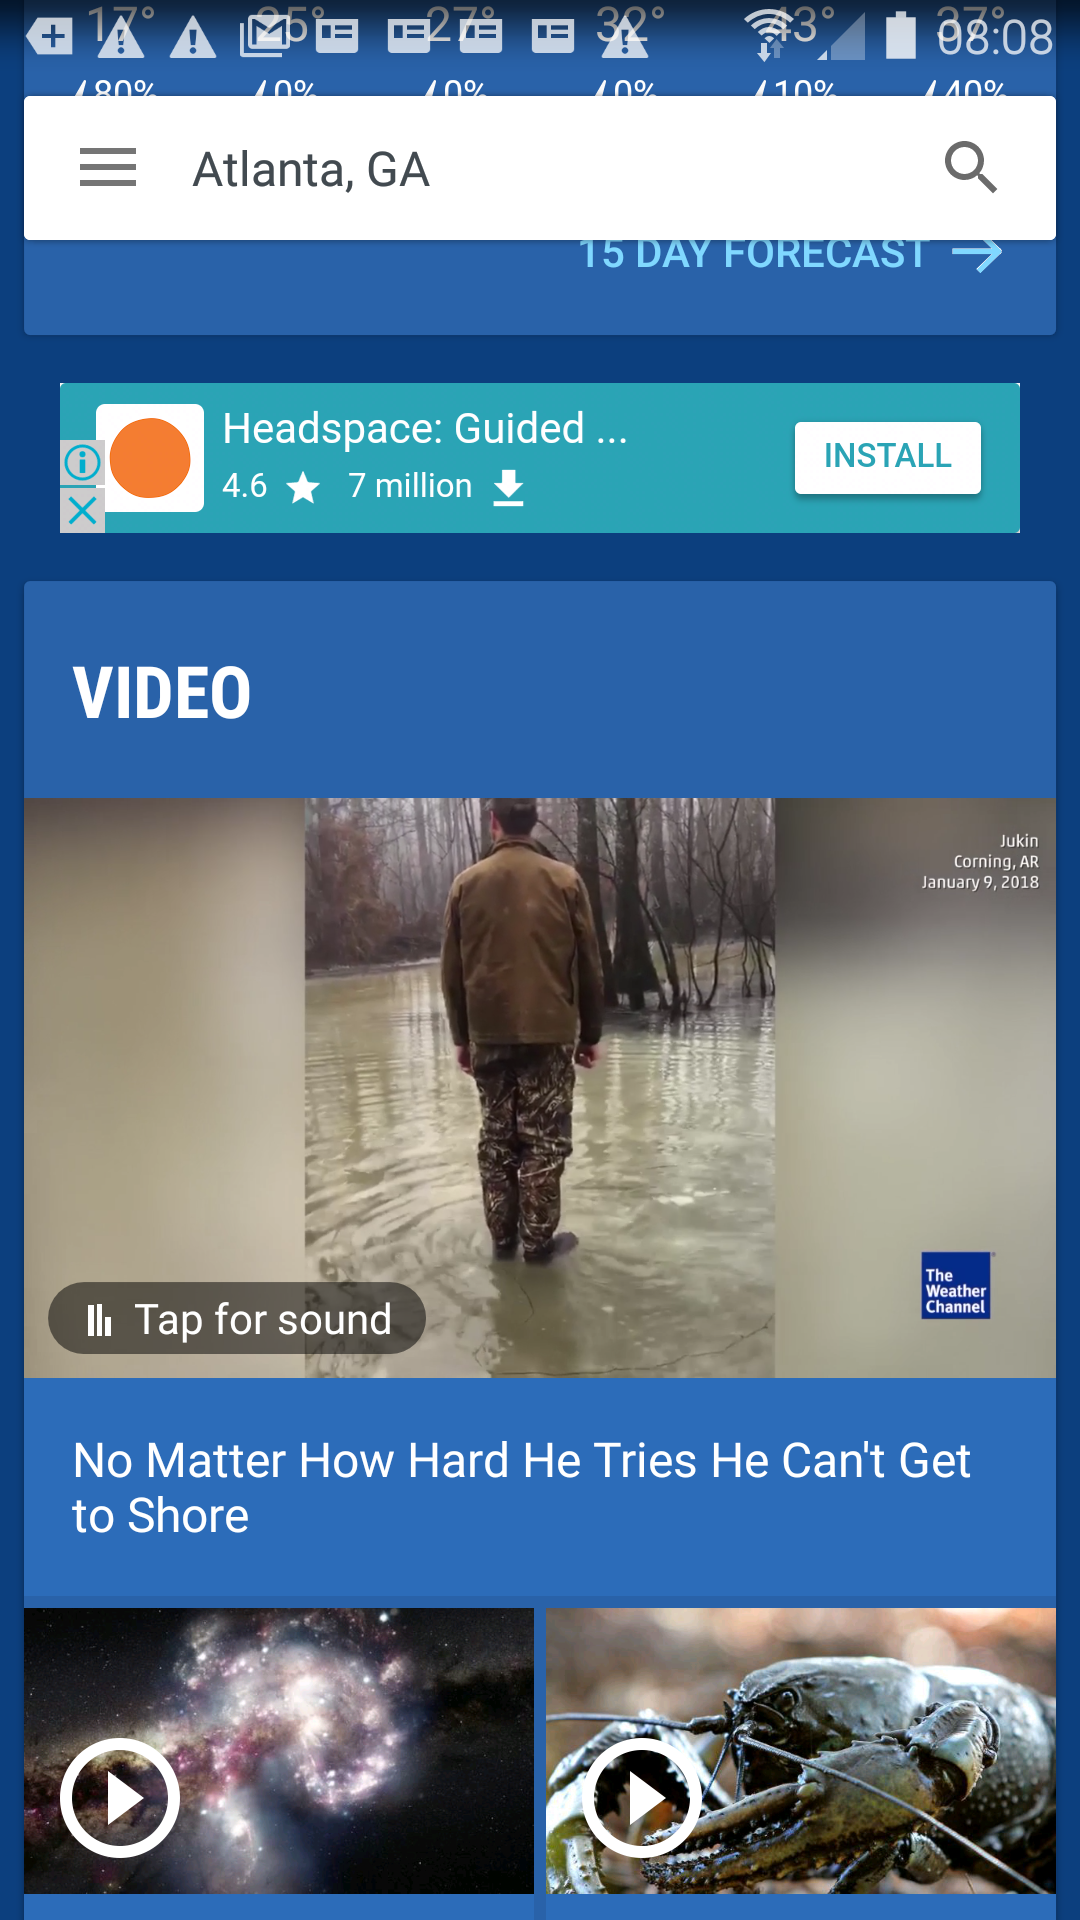 17° 25° 27° 32° 43° 37°
08:08
80% 0% 0% 0% 10% 40%
Atlanta, GA
15 DAY FORECAST
Headspace: Guided ...
4.6 7 million
INSTALL
VIDEO
Jukin
Corning, AR
January 9, 2018
The
Weather
Channel
Tap for sound
No Matter How Hard He Tries He Can't Get
to Shore